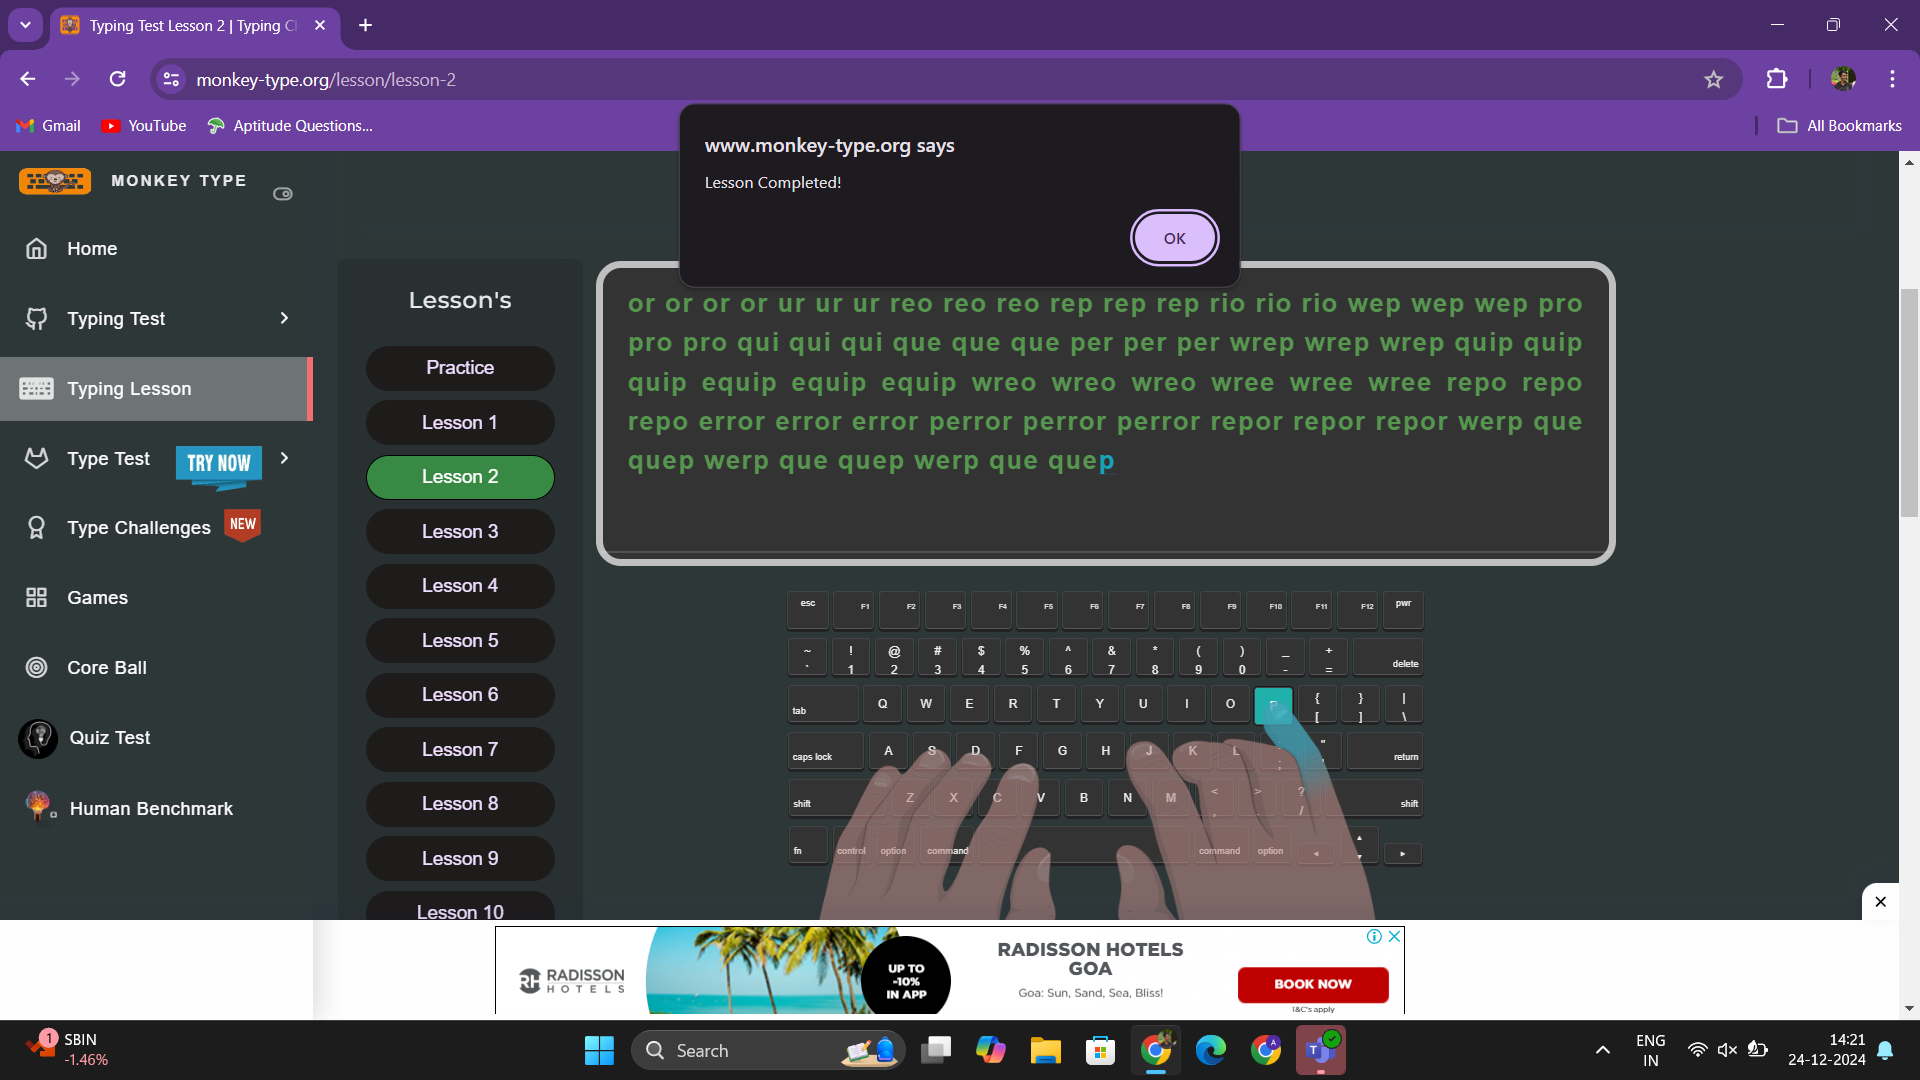 Typing Test Lesson 2 | Typing Cl
monkey-type.org/lesson/lesson-2
Gmail YouTube Aptitude Questions... All Bookmarks
www.monkey-type.org says
Lesson Completed!
OK
MONKEY TYPE
Home
Typing Test
Typing Lesson
Type Test TRY NOW
Type Challenges NEW
Games
Core Ball
Quiz Test
Human Benchmark
Lesson's
Practice
Lesson 1
Lesson 2
Lesson 3
Lesson 4
Lesson 5
Lesson 6
Lesson 7
Lesson 8
Lesson 9
Lesson 10
or or or or ur ur ur reo reo reo rep rep rep rio rio rio wep wep wep pro
pro pro qui qui qui que que que per per per wrep wrep wrep quip quip
quip equip equip equip wreo wreo wreo wree wree wree repo repo
repo error error error perror perror perror repor repor repor werp que
quep werp que quep werp que quep
esc F1 F2 F3 F4 F5 F6 F7 F8 F9 F10 F11 F12 pwr
~ ! @ # $ % ^ & * ( ) _ +
` 1 2 3 4 5 6 7 8 9 0 - = delete
tab Q W E R T Y U I O P { } |
[ ] \
caps lock A S D F G H J K L : "
; ' return
shift Z X C V B N M < > ?
, . / shift
fn control option command command option
RADISSON HOTELS
UP TO
-10%
IN APP
RADISSON HOTELS
GOA
Goa: Sun, Sand, Sea, Bliss!
BOOK NOW
T&C's apply
1 SBIN
-1.46%
Search
A
T
ENG
IN
14:21
24-12-2024